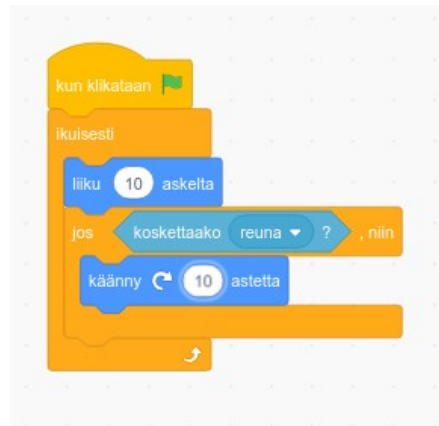 kun klikataan
ikuisesti
liiku 10 askelta
jos koskettaako reuna ? , niin
käänny 10 astetta